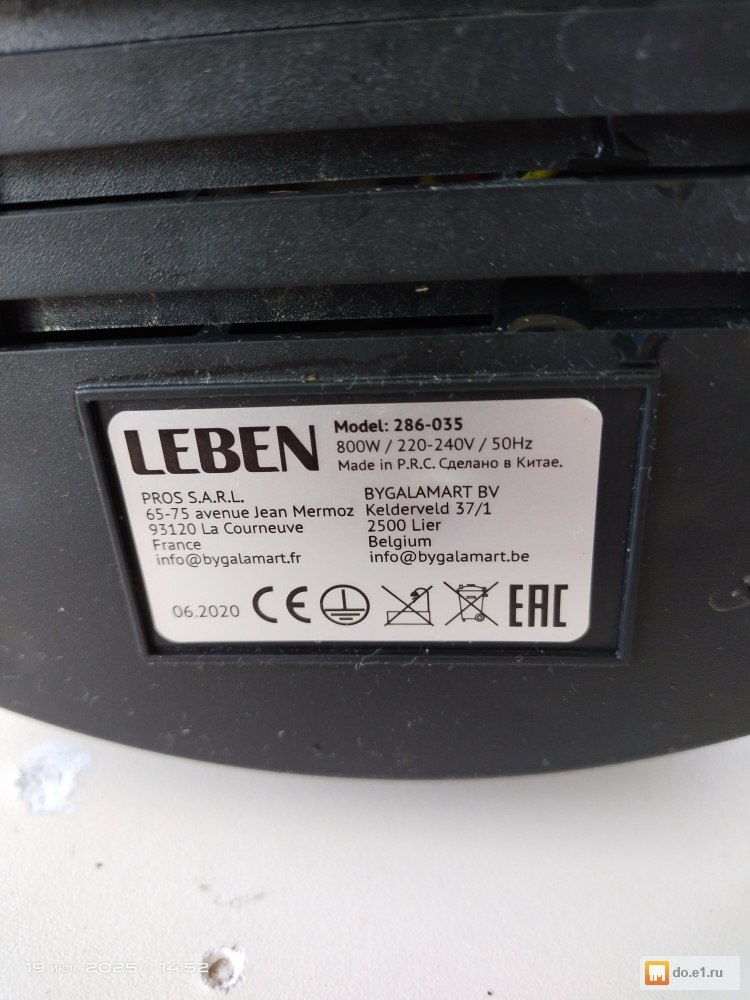 LEBEN
Model: 286-035
800W / 220-240V / 50Hz
Made in P.R.C. Сделано в Китае.
PROS S.A.R.L.
65-75 avenue Jean Mermoz
93120 La Courneuve
France
info@bygalamart.fr
BYGALAMART BV
Kelderveld 37/1
2500 Lier
Belgium
info@bygalamart.be
06.2020
CE
EAC
19 июл. 2025 г. 14:52
do.e1.ru